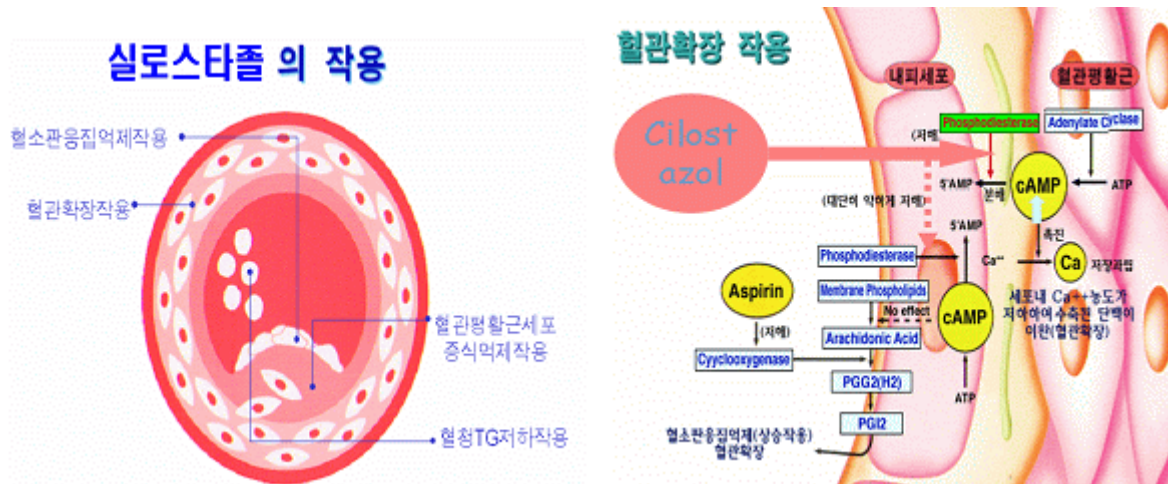 실로스타졸 의 작용
혈소판응집억제작용
혈관확장작용
혈관평활근세포
증식억제작용
혈청TG저하작용
혈관확장 작용
내피세포
혈관평활근
Cilost
azol
(저해)
Phosphodiesterase
Adenylate Cyclase
5'AMP
분해
cAMP
ATP
(대단히 약하게 저해)
5'AMP
촉진
Phosphodiesterase
Ca++
Ca
저장과립
Aspirin
Membrane Phospholipids
No effect
cAMP
세포내 Ca++농도가
저하하여수축된 단백이
이완(혈관확장)
(저해)
Arachidonic Acid
Cyyclooxygenase
PGG2(H2)
ATP
PGI2
혈소판응집억제(상승작용)
혈관확장